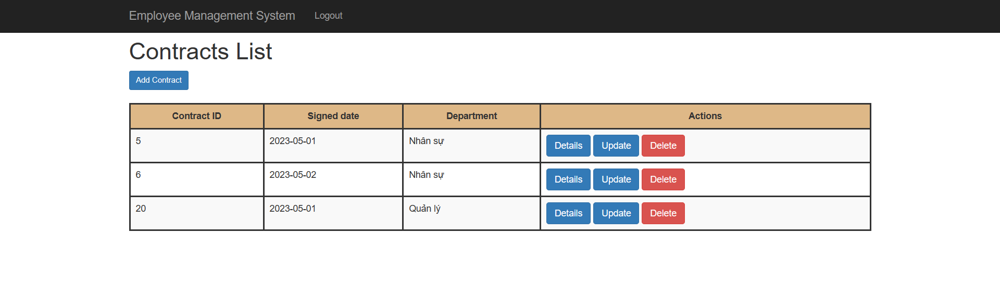 Employee Management System Logout
Contracts List
Add Contract
Contract ID Signed date Department Actions
5 2023-05-01 Nhân sự Details Update Delete
6 2023-05-02 Nhân sự Details Update Delete
20 2023-05-01 Quản lý Details Update Delete